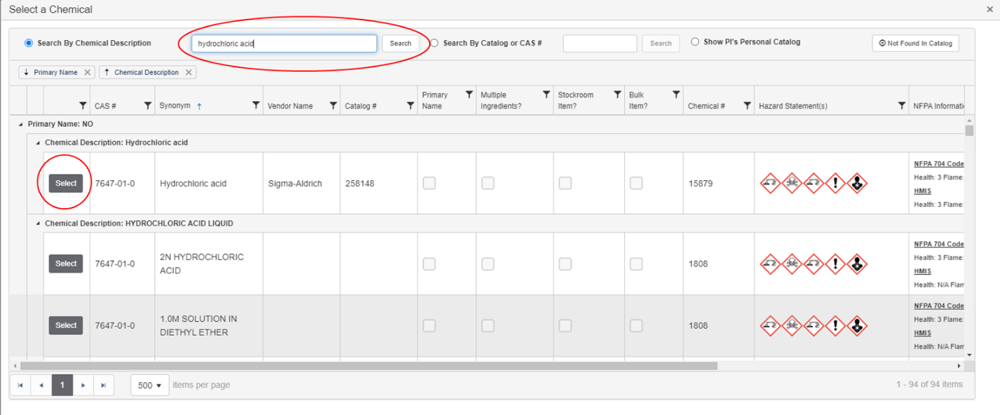 Select a Chemical
Search By Chemical Description hydrochloric acid Search Search By Catalog or CAS # Search Show PI's Personal Catalog Not Found In Catalog
Primary Name Chemical Description
CAS # Synonym Vendor Name Catalog # Primary Name Multiple Ingredients? Stockroom Item? Bulk Item? Chemical # Hazard Statement(s) NFPA Informati
Primary Name: NO
Chemical Description: Hydrochloric acid
Select 7647-01-0 Hydrochloric acid Sigma-Aldrich 258148 15879
NFPA 704 Code
Health: 3 Flame:
HMIS
Health: 3 Flame:
Chemical Description: HYDROCHLORIC ACID LIQUID
Select 7647-01-0 2N HYDROCHLORIC ACID 1808
NFPA 704 Code
Health: 3 Flame:
HMIS
Health: N/A Flam
Select 7647-01-0 1.0M SOLUTION IN DIETHYL ETHER 1808
NFPA 704 Code
Health: 3 Flame:
HMIS
Health: N/A Flam
1 500 items per page 1 - 94 of 94 items